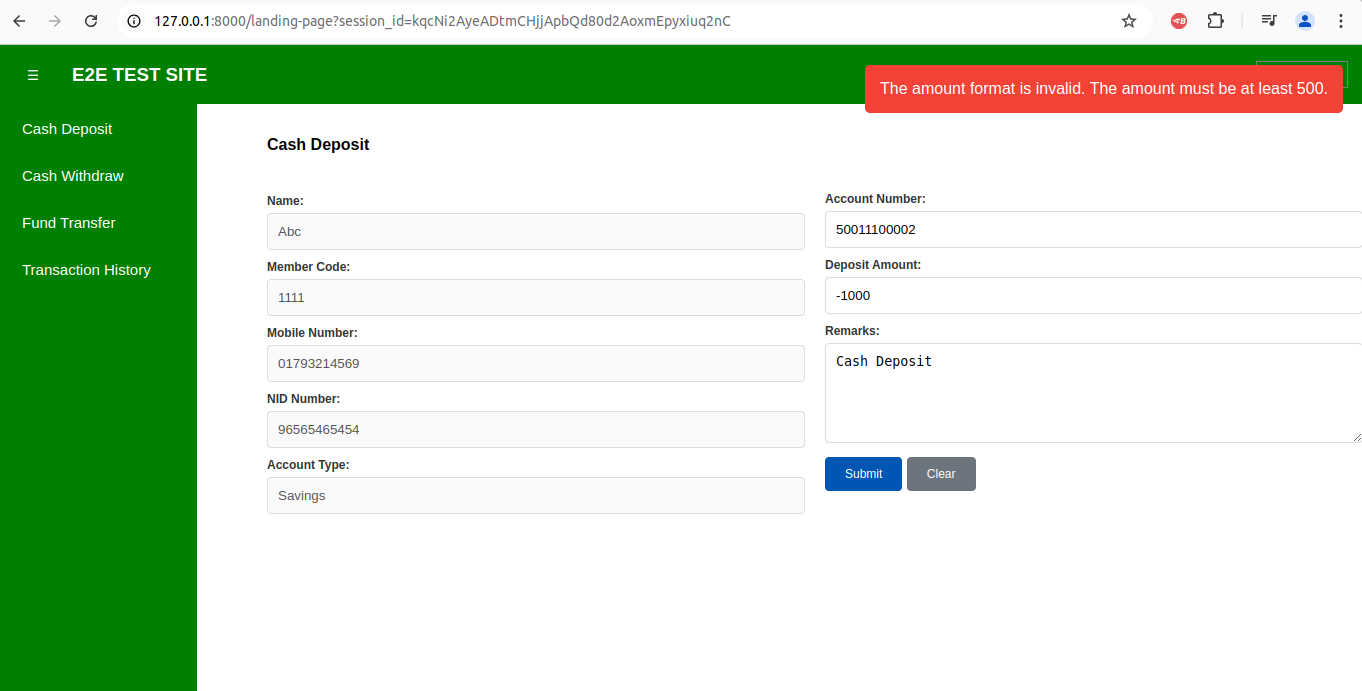 127.0.0.1:8000/landing-page?session_id=kqcNi2AyeADtmCHjjApbQd80d2AoxmEpyxiuq2nC
☰ E2E TEST SITE
The amount format is invalid. The amount must be at least 500.
Cash Deposit
Cash Withdraw
Fund Transfer
Transaction History
Cash Deposit
Name:
Abc
Member Code:
1111
Mobile Number:
01793214569
NID Number:
96565465454
Account Type:
Savings
Account Number:
50011100002
Deposit Amount:
-1000
Remarks:
Cash Deposit
Submit Clear